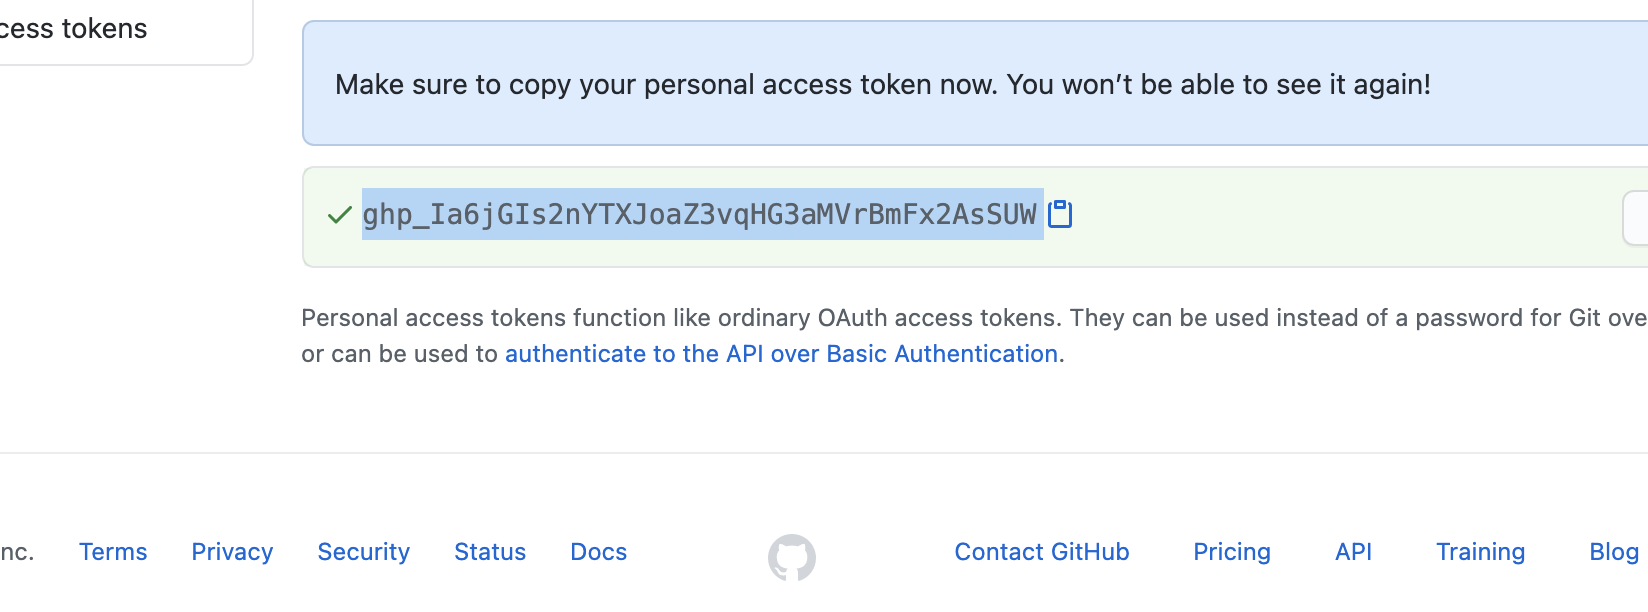 cess tokens
Make sure to copy your personal access token now. You won’t be able to see it again!
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
Personal access tokens function like ordinary OAuth access tokens. They can be used instead of a password for Git ove
or can be used to authenticate to the API over Basic Authentication.
nc. Terms Privacy Security Status Docs Contact GitHub Pricing API Training Blog